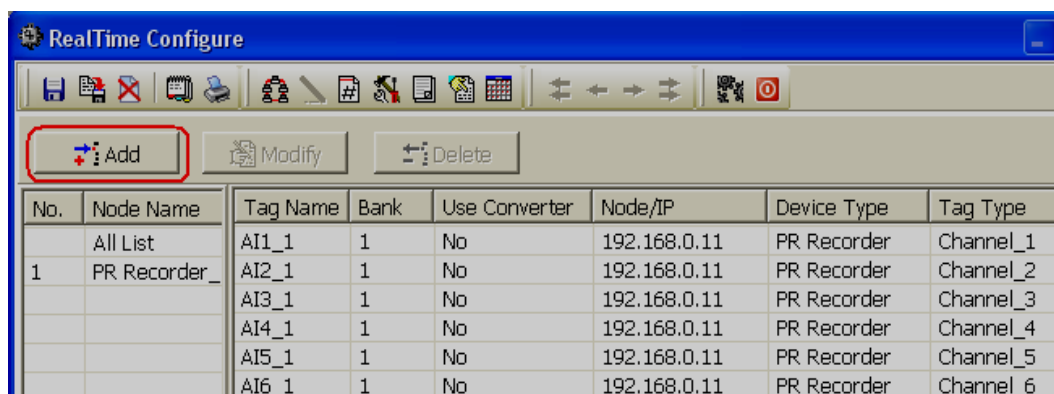 RealTime Configure
Add Modify Delete
No. Node Name Tag Name Bank Use Converter Node/IP Device Type Tag Type
All List AI1_1 1 No 192.168.0.11 PR Recorder Channel_1
1 PR Recorder_ AI2_1 1 No 192.168.0.11 PR Recorder Channel_2
AI3_1 1 No 192.168.0.11 PR Recorder Channel_3
AI4_1 1 No 192.168.0.11 PR Recorder Channel_4
AI5_1 1 No 192.168.0.11 PR Recorder Channel_5
AI6_1 1 No 192.168.0.11 PR Recorder Channel_6